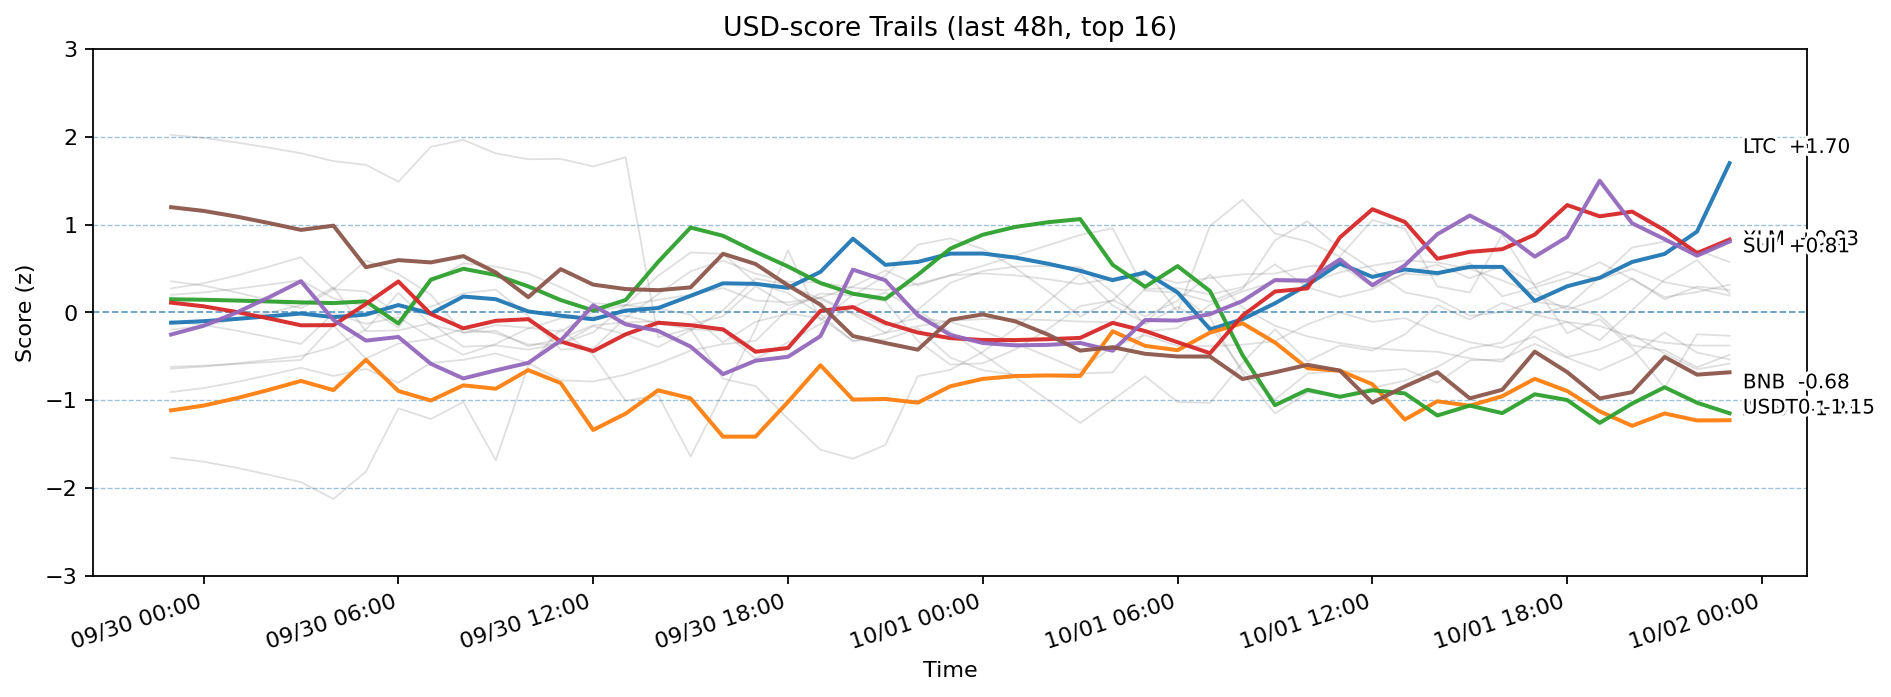 USD-score Trails (last 48h, top 16)
3
2
1
0
−1
−2
−3
Score (z)
LTC +1.70
SUI +0.81
BNB -0.68
09/30 00:00
09/30 06:00
09/30 12:00
09/30 18:00
10/01 00:00
10/01 06:00
10/01 12:00
10/01 18:00
10/02 00:00
Time